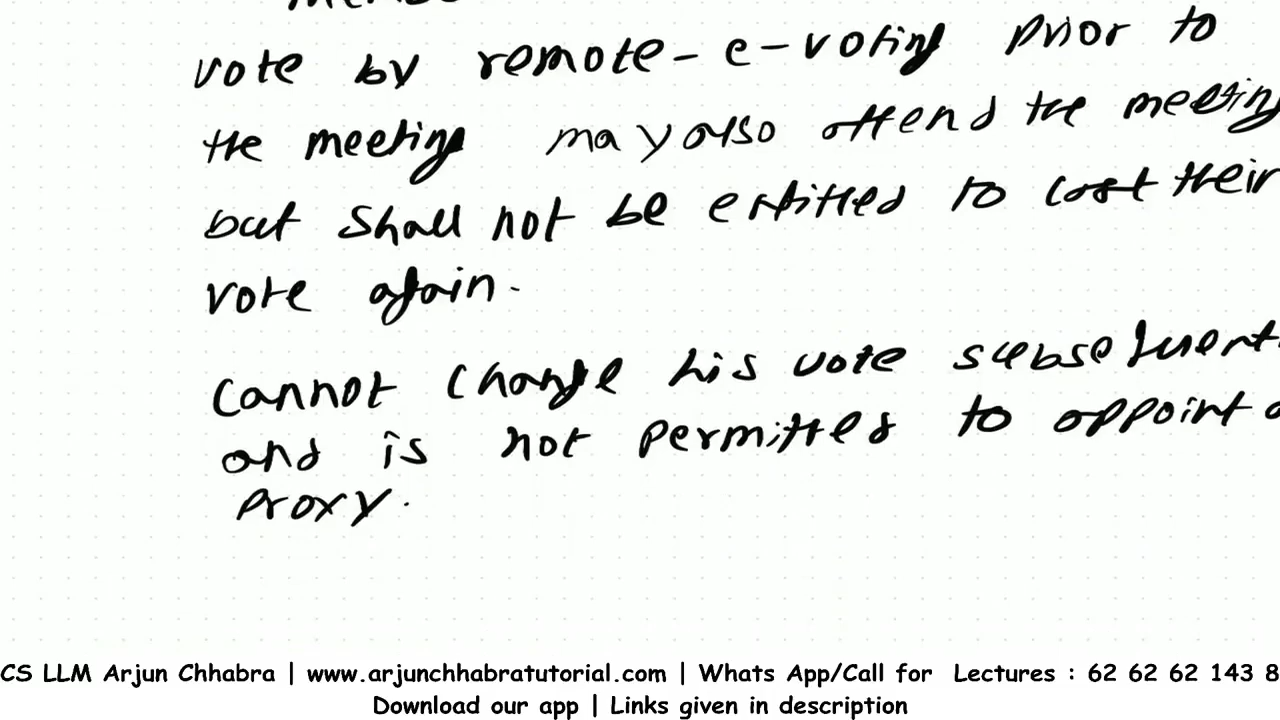 vote by remote-e-voting prior to
the meeting may also attend the meeting
but shall not be entitled to cast their
vote again.
cannot change his vote subsequent
and is not permitted to appoint a
proxy.
CS LLM Arjun Chhabra | www.arjunchhabratutorial.com | Whats App/Call for Lectures : 62 62 62 143 8
Download our app | Links given in description